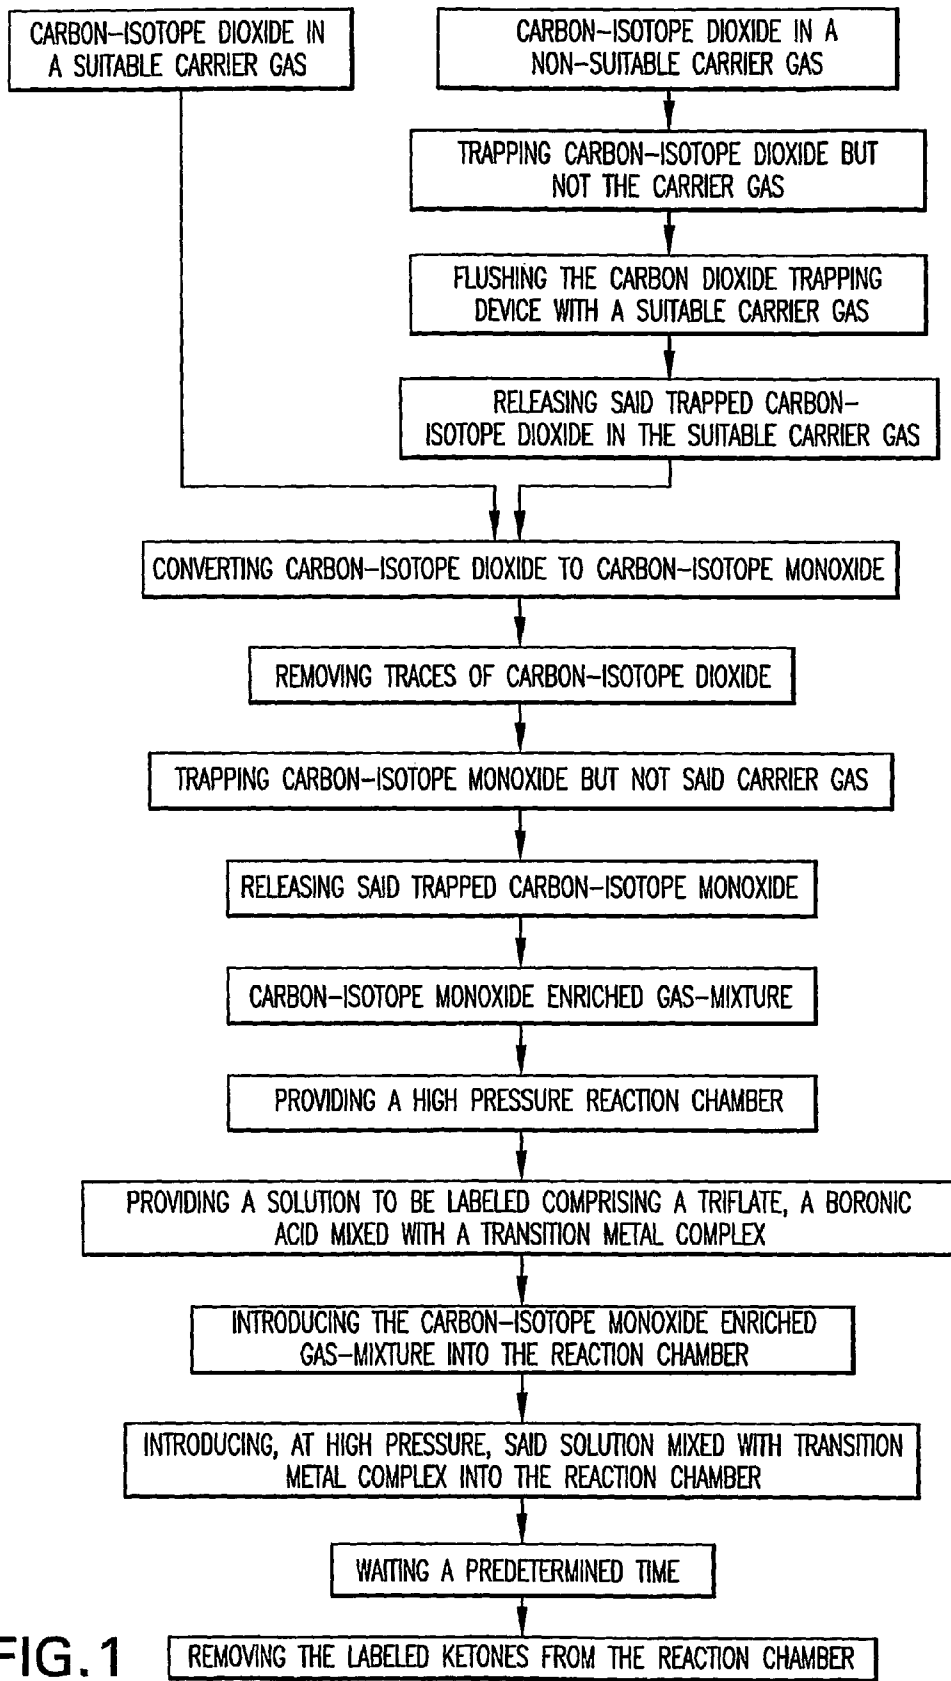 CARBON-ISOTOPE DIOXIDE IN
A SUITABLE CARRIER GAS
CARBON-ISOTOPE DIOXIDE IN A
NON-SUITABLE CARRIER GAS
TRAPPING CARBON-ISOTOPE DIOXIDE BUT
NOT THE CARRIER GAS
FLUSHING THE CARBON DIOXIDE TRAPPING
DEVICE WITH A SUITABLE CARRIER GAS
RELEASING SAID TRAPPED CARBON-
ISOTOPE DIOXIDE IN THE SUITABLE CARRIER GAS
CONVERTING CARBON-ISOTOPE DIOXIDE TO CARBON-ISOTOPE MONOXIDE
REMOVING TRACES OF CARBON-ISOTOPE DIOXIDE
TRAPPING CARBON-ISOTOPE MONOXIDE BUT NOT SAID CARRIER GAS
RELEASING SAID TRAPPED CARBON-ISOTOPE MONOXIDE
CARBON-ISOTOPE MONOXIDE ENRICHED GAS-MIXTURE
PROVIDING A HIGH PRESSURE REACTION CHAMBER
PROVIDING A SOLUTION TO BE LABELED COMPRISING A TRIFLATE, A BORONIC
ACID MIXED WITH A TRANSITION METAL COMPLEX
INTRODUCING THE CARBON-ISOTOPE MONOXIDE ENRICHED
GAS-MIXTURE INTO THE REACTION CHAMBER
INTRODUCING, AT HIGH PRESSURE, SAID SOLUTION MIXED WITH TRANSITION
METAL COMPLEX INTO THE REACTION CHAMBER
WAITING A PREDETERMINED TIME
REMOVING THE LABELED KETONES FROM THE REACTION CHAMBER
FIG.1